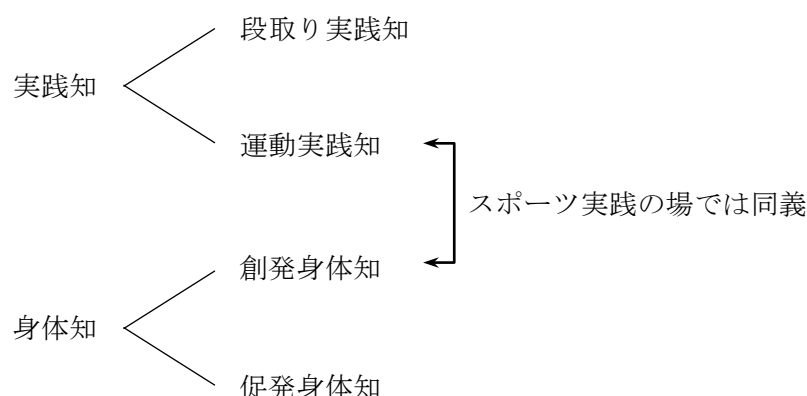 段取り実践知
実践知
運動実践知
スポーツ実践の場では同義
創発身体知
身体知
促発身体知